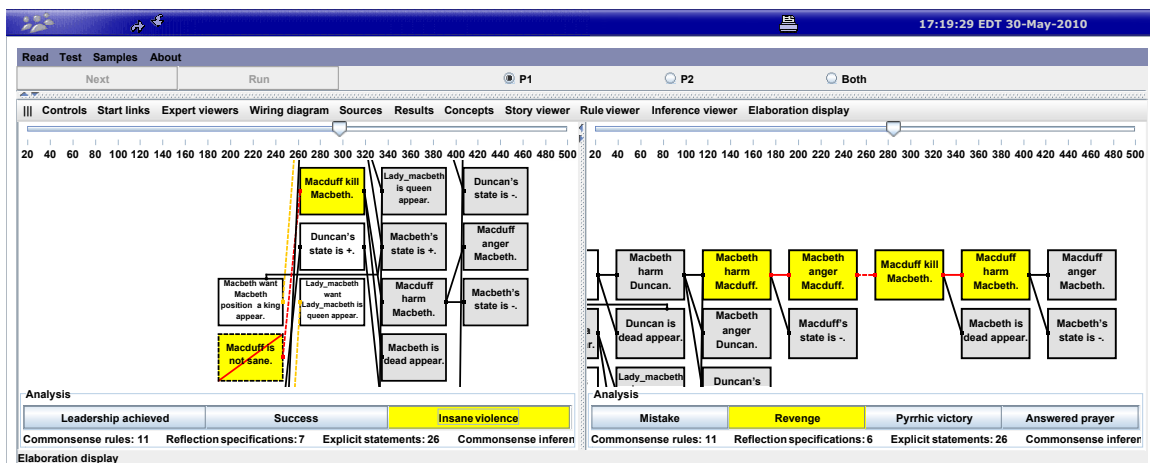 17:19:29 EDT 30-May-2010
Read Test Samples About
Next Run P1 P2 Both
||| Controls Start links Expert viewers Wiring diagram Sources Results Concepts Story viewer Rule viewer Inference viewer Elaboration display
20 40 60 80 100 120 140 160 180 200 220 240 260 280 300 320 340 360 380 400 420 440 460 480 500
Macduff kill
Macbeth.
Lady_macbeth
is queen
appear.
Duncan's
state is -.
Duncan's
state is +.
Macbeth's
state is +.
Macduff
anger
Macbeth.
Macbeth want
Macbeth
position a king
appear.
Lady_macbeth
want
Lady_macbeth is
queen appear.
Macduff
harm
Macbeth.
Macbeth's
state is -.
Macduff is
not sane.
Macbeth is
dead appear.
Analysis
Leadership achieved Success Insane violence
Commonsense rules: 11 Reflection specifications: 7 Explicit statements: 26 Commonsense inferen
20 40 60 80 100 120 140 160 180 200 220 240 260 280 300 320 340 360 380 400 420 440 460 480 500
Macbeth
harm
Duncan.
Macbeth
harm
Macduff.
Macbeth
anger
Macduff.
Macduff kill
Macbeth.
Macduff
harm
Macbeth.
Macduff
anger
Macbeth.
a
r.
Duncan is
dead appear.
Macbeth
anger
Duncan.
Macduff's
state is -.
Macbeth is
dead appear.
Macbeth's
state is -.
Lady_macbeth
Duncan's
Analysis
Mistake Revenge Pyrrhic victory Answered prayer
Commonsense rules: 11 Reflection specifications: 6 Explicit statements: 26 Commonsense inferen
Elaboration display